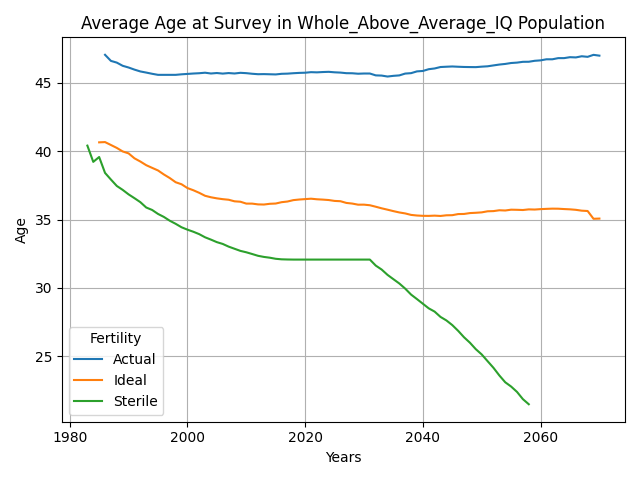 Average Age at Survey in Whole_Above_Average_IQ Population
Age
45
40
35
30
25
Fertility
Actual
Ideal
Sterile
1980
2000
2020
2040
2060
Years